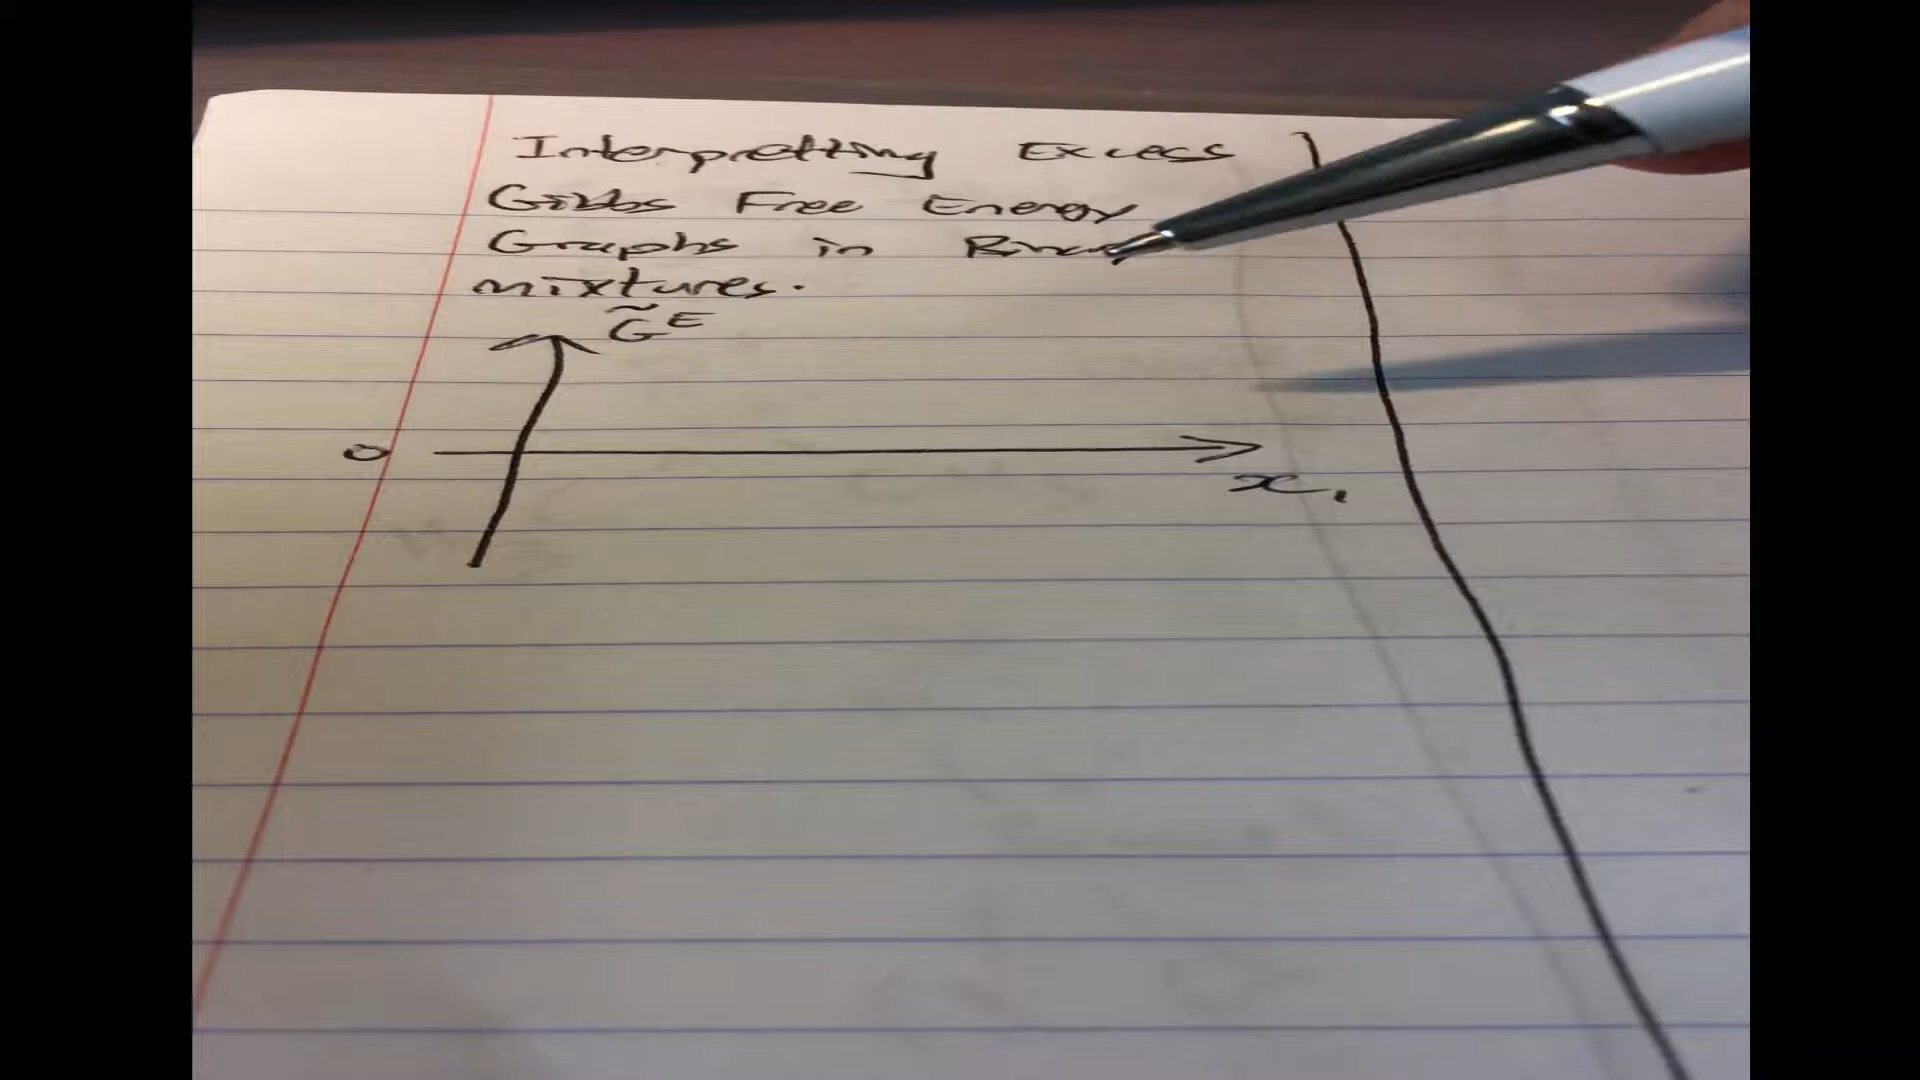 Interpretting Excess
Gibbs Free Energy
Graphs in
mixtures.
G̃ᴱ
0
x₁